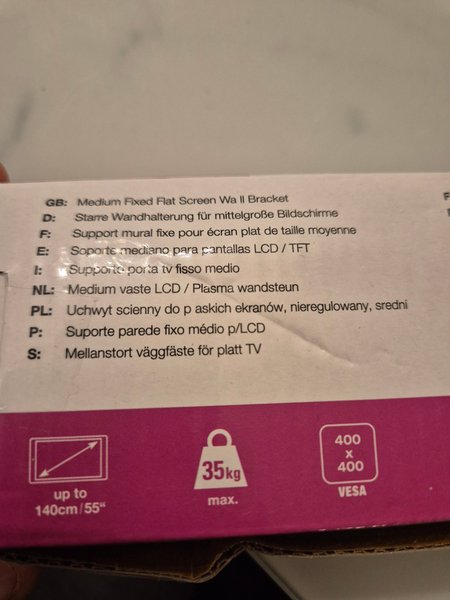 GB: Medium Fixed Flat Screen Wa ll Bracket
D: Starre Wandhalterung für mittelgroße Bildschirme
F: Support mural fixe pour écran plat de taille moyenne
E: Soporte mediano para pantallas LCD / TFT
I: Supporto porta tv fisso medio
NL: Medium vaste LCD / Plasma wandsteun
PL: Uchwyt scienny do p askich ekranów, nieregulowany, sredni
P: Suporte parede fixo médio p/LCD
S: Mellanstort väggfäste för platt TV
up to
140cm/55“
35kg
max.
400
x
400
VESA